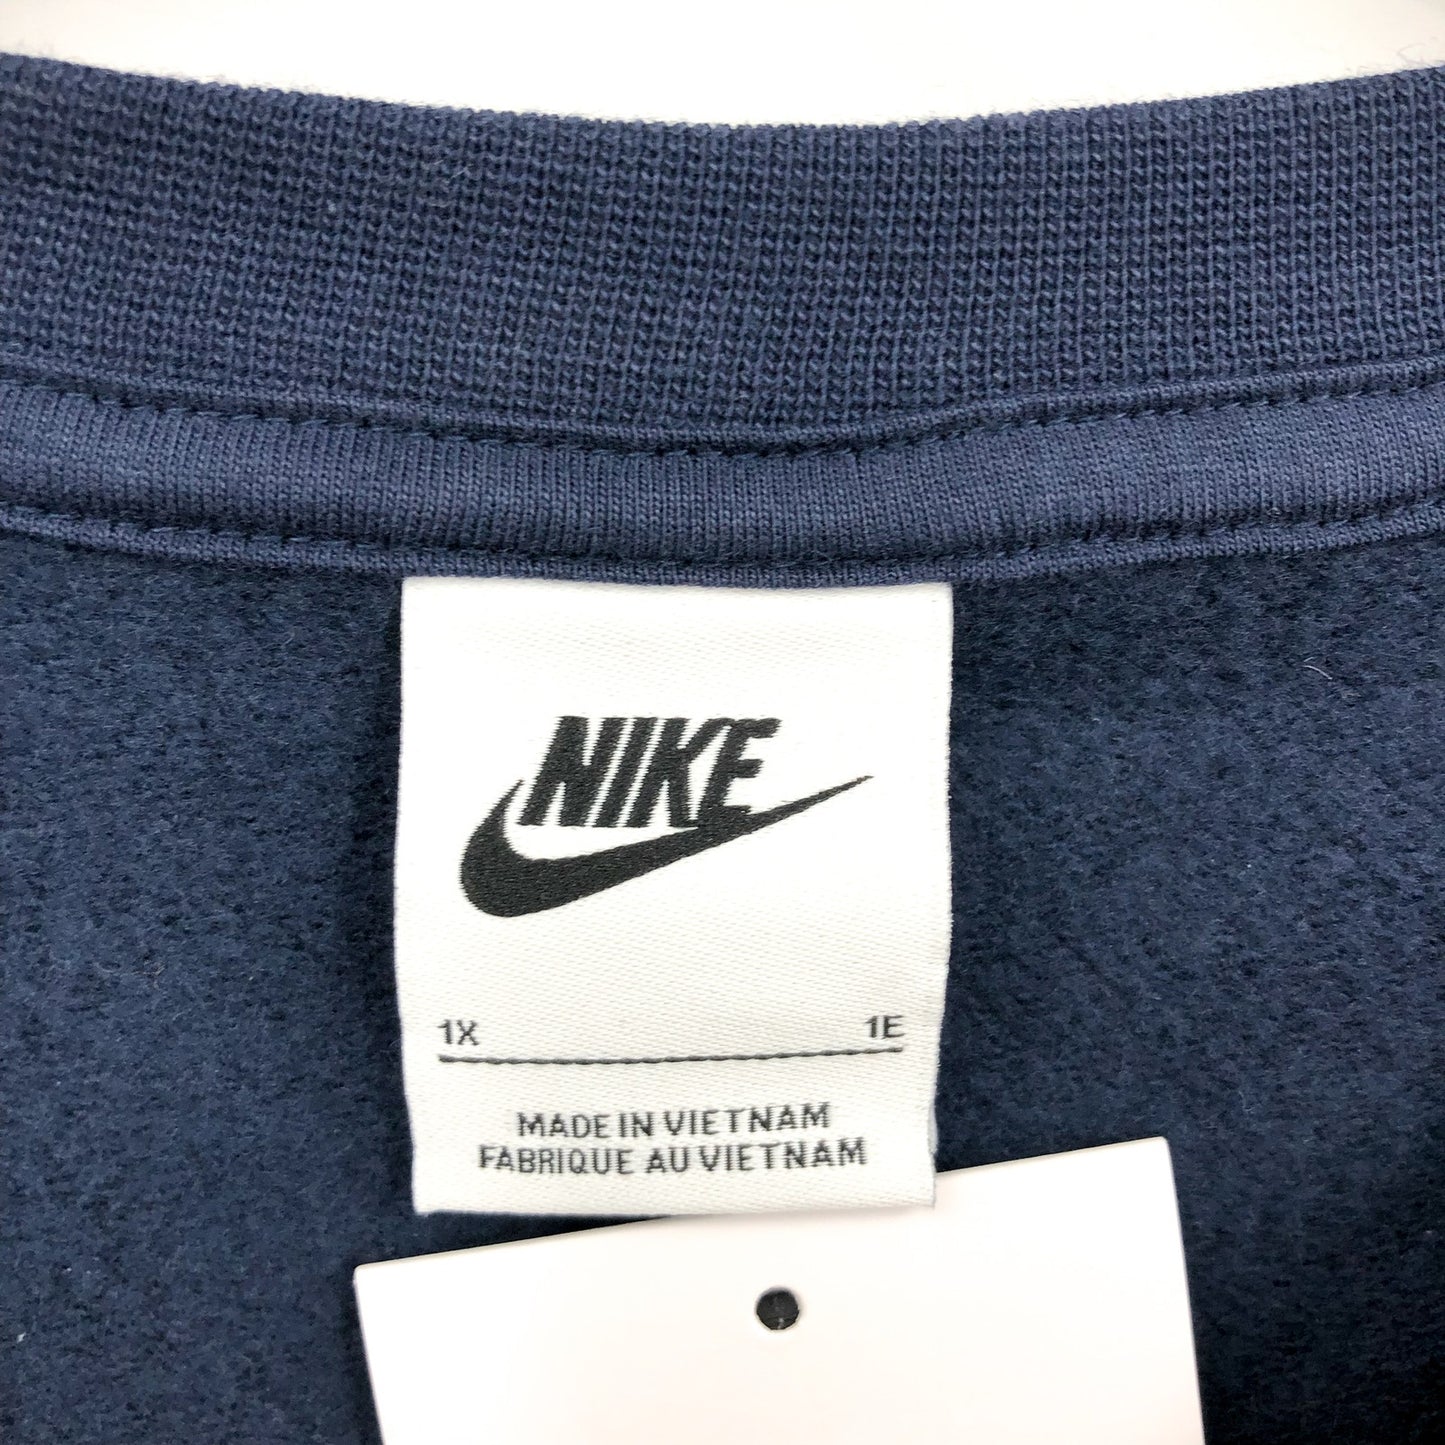 NIKE
1X 1E
MADE IN VIETNAM
FABRIQUE AU VIETNAM